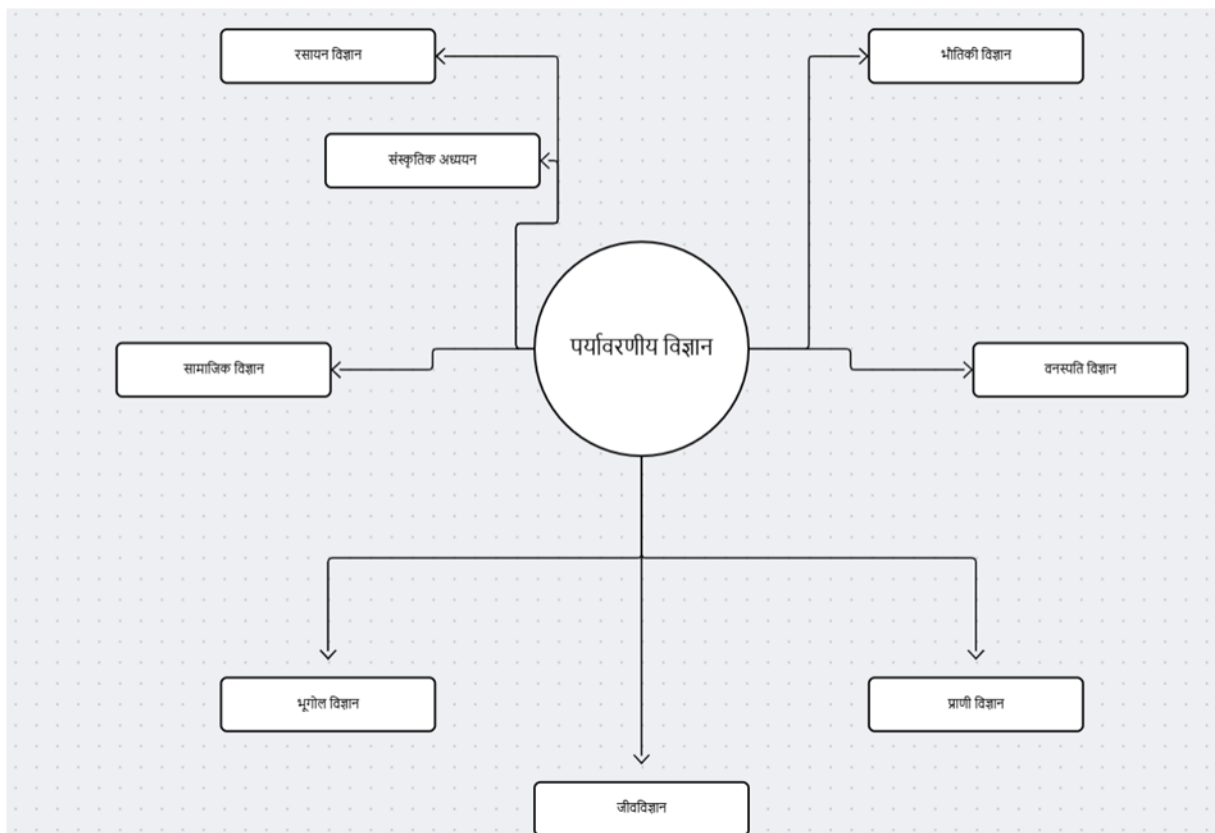 रसायन विज्ञान
भौतिकी विज्ञान
संस्कृतिक अध्ययन
पर्यावरणीय विज्ञान
सामाजिक विज्ञान
वनस्पति विज्ञान
भूगोल विज्ञान
प्राणी विज्ञान
जीवविज्ञान